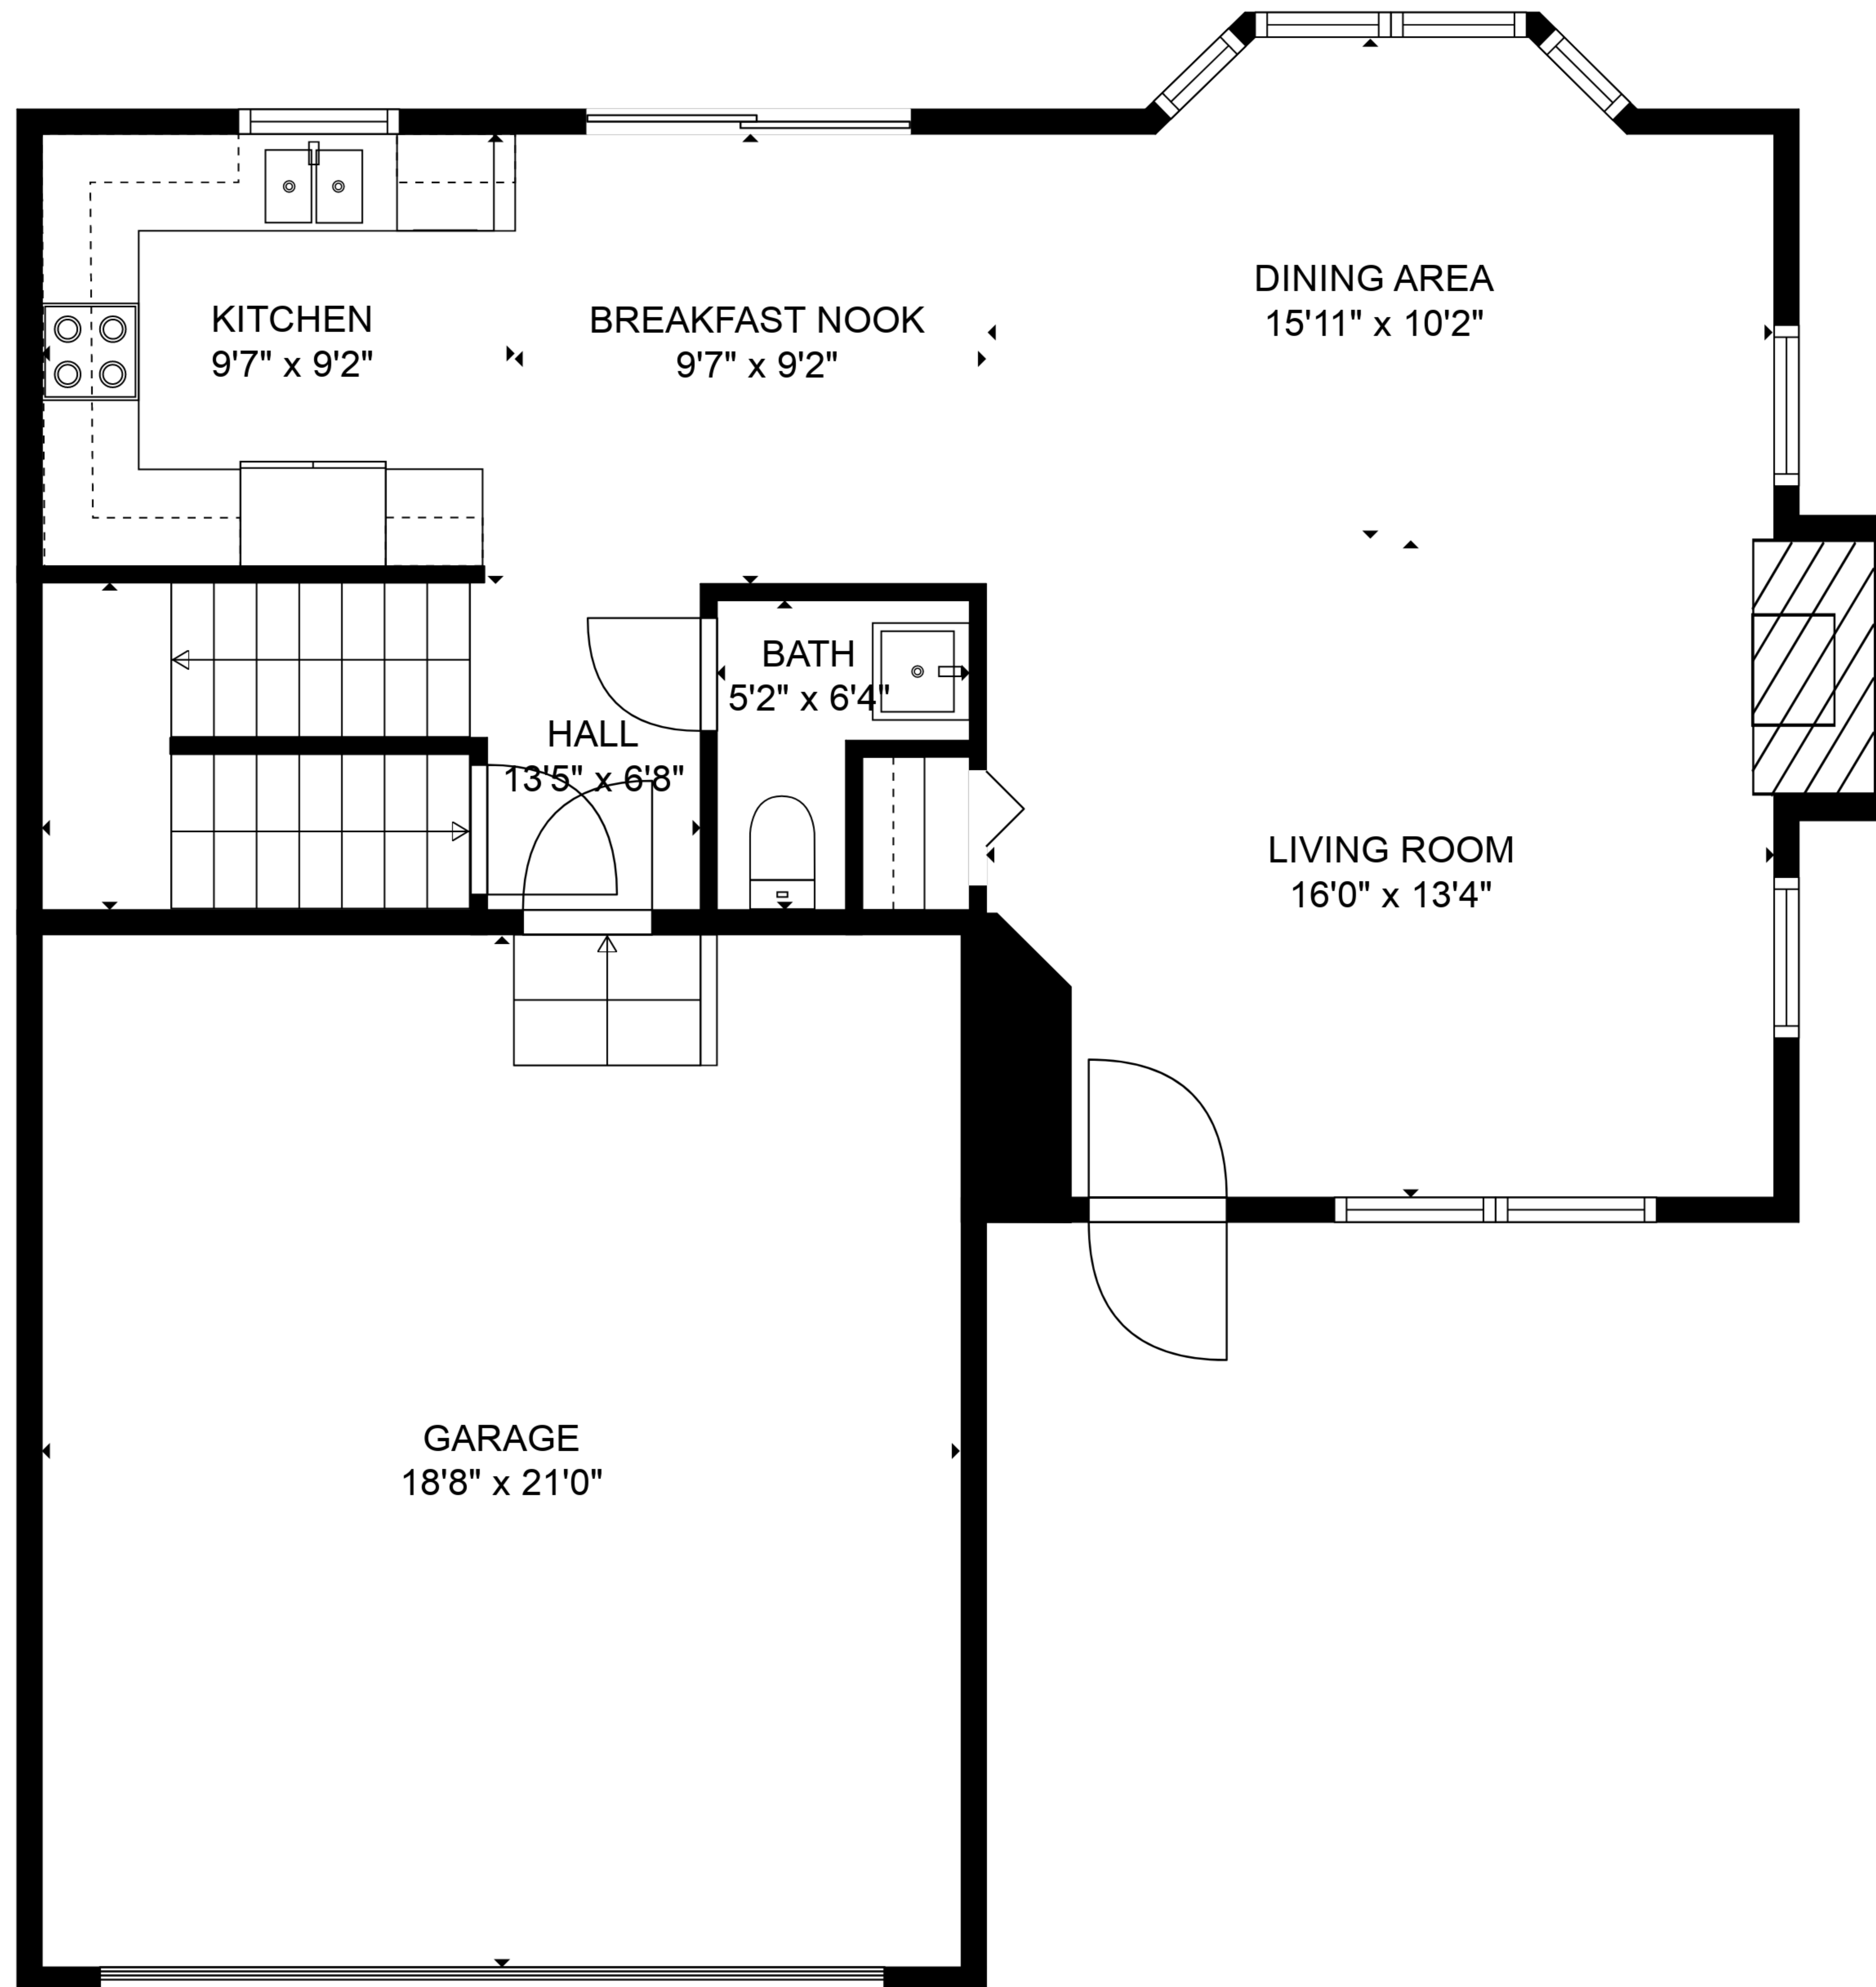 DINING AREA
15'11" x 10'2"
KITCHEN
9'7" x 9'2"
BREAKFAST NOOK
9'7" x 9'2"
BATH
5'2" x 6'4"
HALL
13'5" x 6'8"
LIVING ROOM
16'0" x 13'4"
GARAGE
18'8" x 21'0"